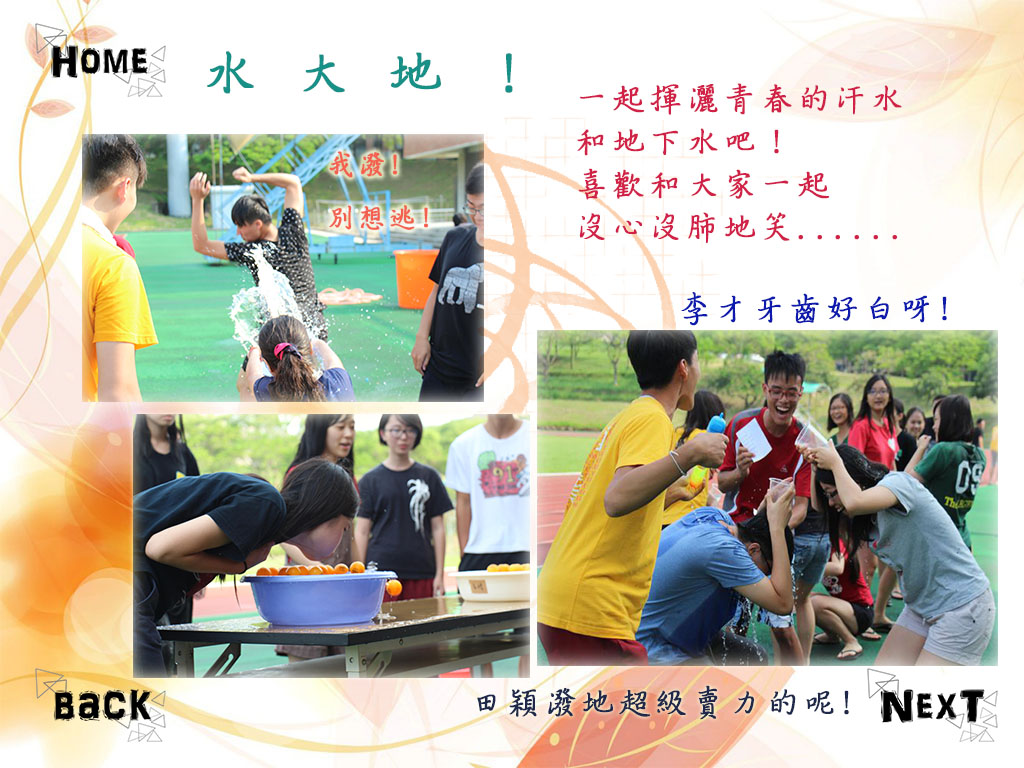 HOME
水大地！
一起揮灑青春的汗水
和地下水吧！
喜歡和大家一起
沒心沒肺地笑......
我潑!
別想逃!
李才牙齒好白呀!
09
田穎潑地超級賣力的呢!
BACK
NEXT